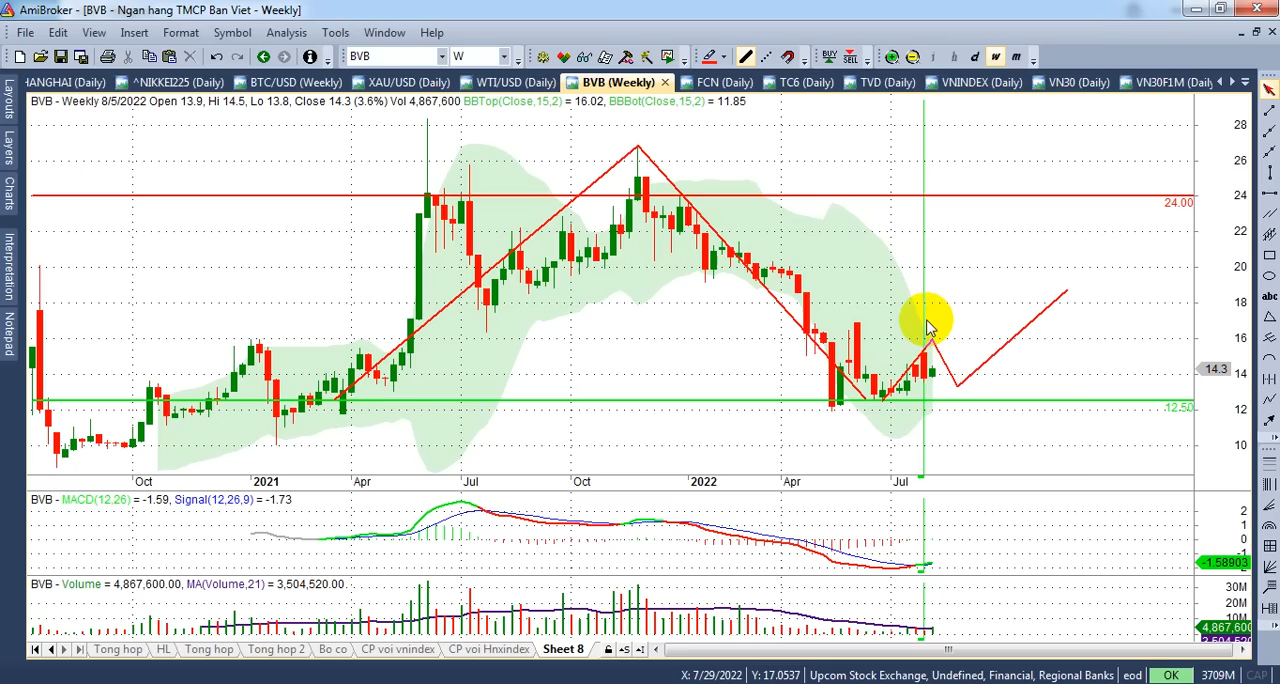 AmiBroker - [BVB - Ngan hang TMCP Ban Viet - Weekly]
File Edit View Insert Format Symbol Analysis Tools Window Help
BVB W BUY SELL h d w m
HANGHAI (Daily) ^NIKKEI225 (Daily) BTC/USD (Weekly) XAU/USD (Daily) WTI/USD (Daily) BVB (Weekly) FCN (Daily) TC6 (Daily) TVD (Daily) VNINDEX (Daily) VN30 (Daily) VN30F1M (Daily)
Layouts
Layers
Charts
Interpretation
Notepad
BVB - Weekly 8/5/2022 Open 13.9, Hi 14.5, Lo 13.8, Close 14.3 (3.6%) Vol 4,867,600 BBTop(Close,15,2) = 16.02, BBBot(Close,15,2) = 11.85
28
26
24
24.00
22
20
18
16
14.3
14
12.50
12
10
abc
Oct 2021 Apr Jul Oct 2022 Apr Jul
BVB - MACD(12,26) = -1.59, Signal(12,26,9) = -1.73
2
1
0
-1
-1.58903
BVB - Volume = 4,867,600.00, MA(Volume,21) = 3,504,520.00
30M
20M
4,867,600
Tong hop HL Tong hop Tong hop 2 Bo co CP voi vnindex CP voi Hnxindex Sheet 8
X: 7/29/2022 Y: 17.0537 Upcom Screen, Undefined, Financial, Regional Banks eod OK 3709M CAP